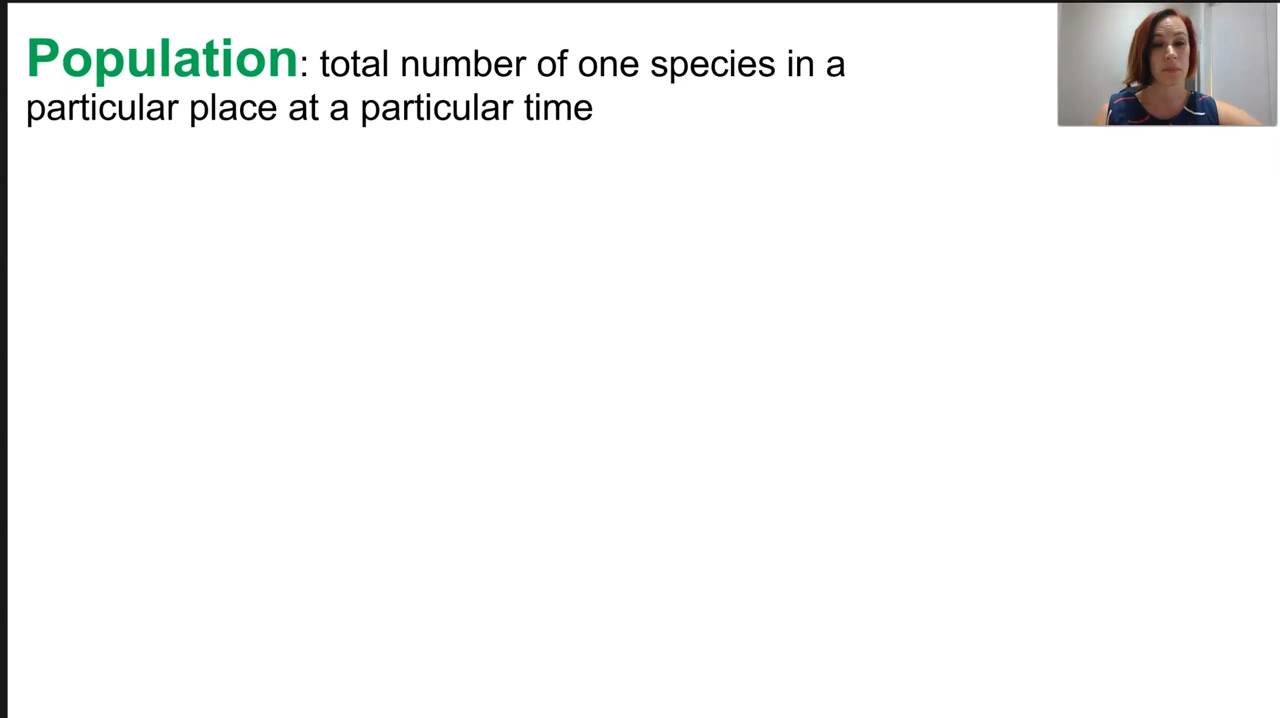 Population: total number of one species in a
particular place at a particular time